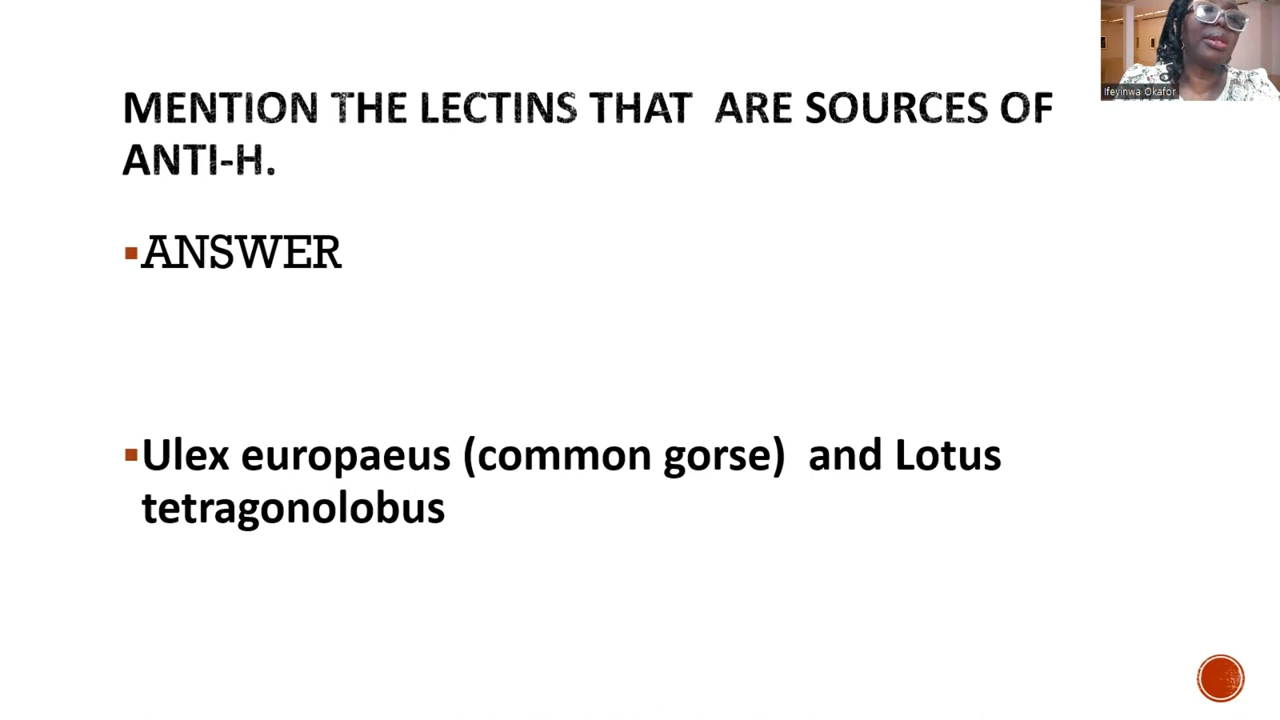 MENTION THE LECTINS THAT ARE SOURCES OF
ANTI-H.
▪ANSWER
▪Ulex europaeus (common gorse) and Lotus
tetragonolobus
Ifeyinwa Okafor